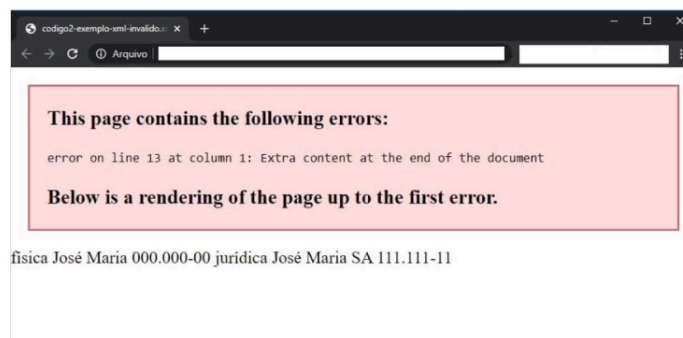 codigo2-exemplo-xml-invalido.x
Arquivo
This page contains the following errors:
error on line 13 at column 1: Extra content at the end of the document
Below is a rendering of the page up to the first error.
física José Maria 000.000-00 jurídica José Maria SA 111.111-11